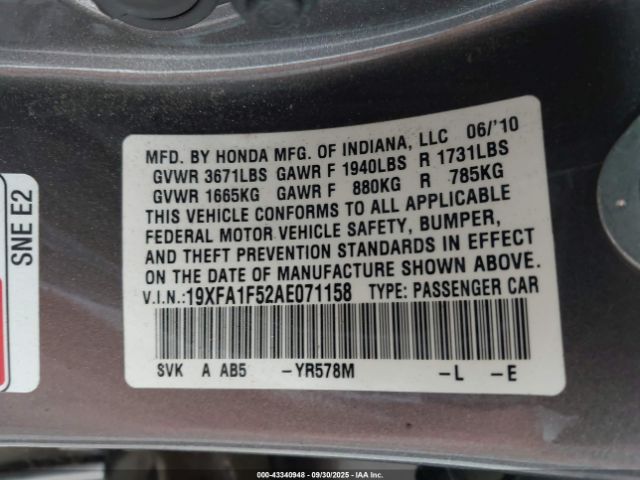 MFD. BY HONDA MFG. OF INDIANA, LLC 06/'10
GVWR 3671LBS GAWR F 1940LBS R 1731LBS
GVWR 1665KG GAWR F 880KG R 785KG
THIS VEHICLE CONFORMS TO ALL APPLICABLE
FEDERAL MOTOR VEHICLE SAFETY, BUMPER,
AND THEFT PREVENTION STANDARDS IN EFFECT
ON THE DATE OF MANUFACTURE SHOWN ABOVE.
V.I.N.:19XFA1F52AE071158 TYPE: PASSENGER CAR
SVK A AB5 -YR578M -L -E
SNE E2
000-43340948 - 09/30/2025 - IAA Inc.